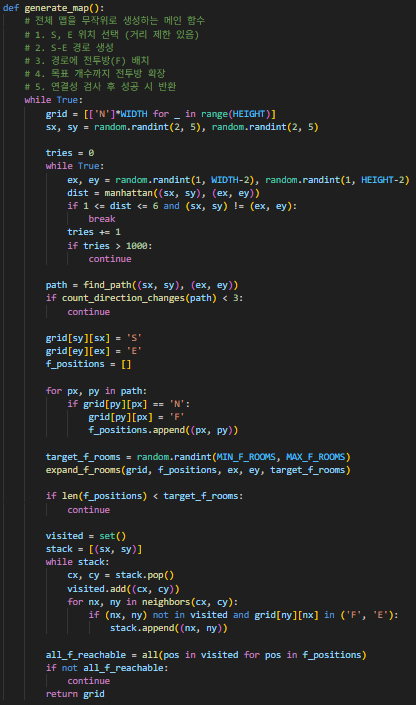 def generate_map():
    # 전체 맵을 무작위로 생성하는 메인 함수
    # 1. S, E 위치 선택 (거리 제한 있음)
    # 2. S-E 경로 생성
    # 3. 경로에 전투방(F) 배치
    # 4. 목표 개수까지 전투방 확장
    # 5. 연결성 검사 후 성공 시 반환
    while True:
        grid = [['N']*WIDTH for _ in range(HEIGHT)]
        sx, sy = random.randint(2, 5), random.randint(2, 5)

        tries = 0
        while True:
            ex, ey = random.randint(1, WIDTH-2), random.randint(1, HEIGHT-2)
            dist = manhattan((sx, sy), (ex, ey))
            if 1 <= dist <= 6 and (sx, sy) != (ex, ey):
                break
            tries += 1
            if tries > 1000:
                continue

        path = find_path((sx, sy), (ex, ey))
        if count_direction_changes(path) < 3:
            continue

        grid[sy][sx] = 'S'
        grid[ey][ex] = 'E'
        f_positions = []

        for px, py in path:
            if grid[py][px] == 'N':
                grid[py][px] = 'F'
                f_positions.append((px, py))

        target_f_rooms = random.randint(MIN_F_ROOMS, MAX_F_ROOMS)
        expand_f_rooms(grid, f_positions, ex, ey, target_f_rooms)

        if len(f_positions) < target_f_rooms:
            continue

        visited = set()
        stack = [(sx, sy)]
        while stack:
            cx, cy = stack.pop()
            visited.add((cx, cy))
            for nx, ny in neighbors(cx, cy):
                if (nx, ny) not in visited and grid[ny][nx] in ('F', 'E'):
                    stack.append((nx, ny))

        all_f_reachable = all(pos in visited for pos in f_positions)
        if not all_f_reachable:
            continue
        return grid